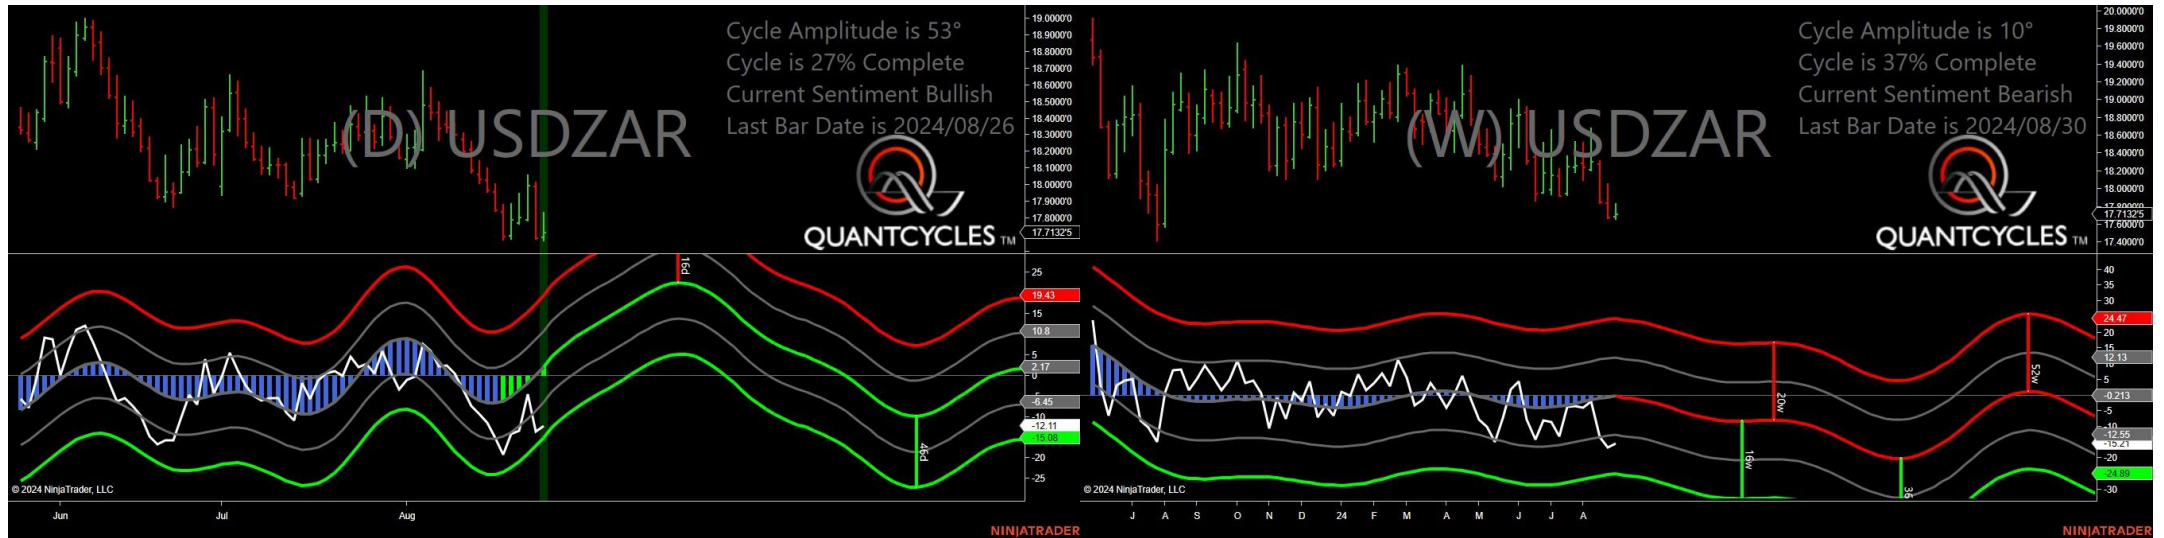 Cycle Amplitude is 53°
Cycle is 27% Complete
Current Sentiment Bullish
Last Bar Date is 2024/08/26
(D) USDZAR
QUANTCYCLES TM
19.0000'0
18.9000'0
18.8000'0
18.7000'0
18.6000'0
18.5000'0
18.4000'0
18.3000'0
18.2000'0
18.1000'0
18.0000'0
17.9000'0
17.8000'0
17.7132'5
16d
46d
25
19.43
15
10.8
5
2.17
0
-6.45
-10
-12.11
-15.08
-20
-25
© 2024 NinjaTrader, LLC
Jun
Jul
Aug
NINJATRADER
Cycle Amplitude is 10°
Cycle is 37% Complete
Current Sentiment Bearish
Last Bar Date is 2024/08/30
(W) USDZAR
QUANTCYCLES TM
20.0000'0
19.8000'0
19.6000'0
19.4000'0
19.2000'0
19.0000'0
18.8000'0
18.6000'0
18.4000'0
18.2000'0
18.0000'0
17.7132'5
17.6000'0
17.4000'0
16w
20w
36
52w
40
35
30
24.47
20
15
12.13
5
-0.213
-5
-12.55
-15.21
-20
-24.89
-30
© 2024 NinjaTrader, LLC
J
A
S
O
N
D
24
F
M
A
M
J
J
A
NINJATRADER